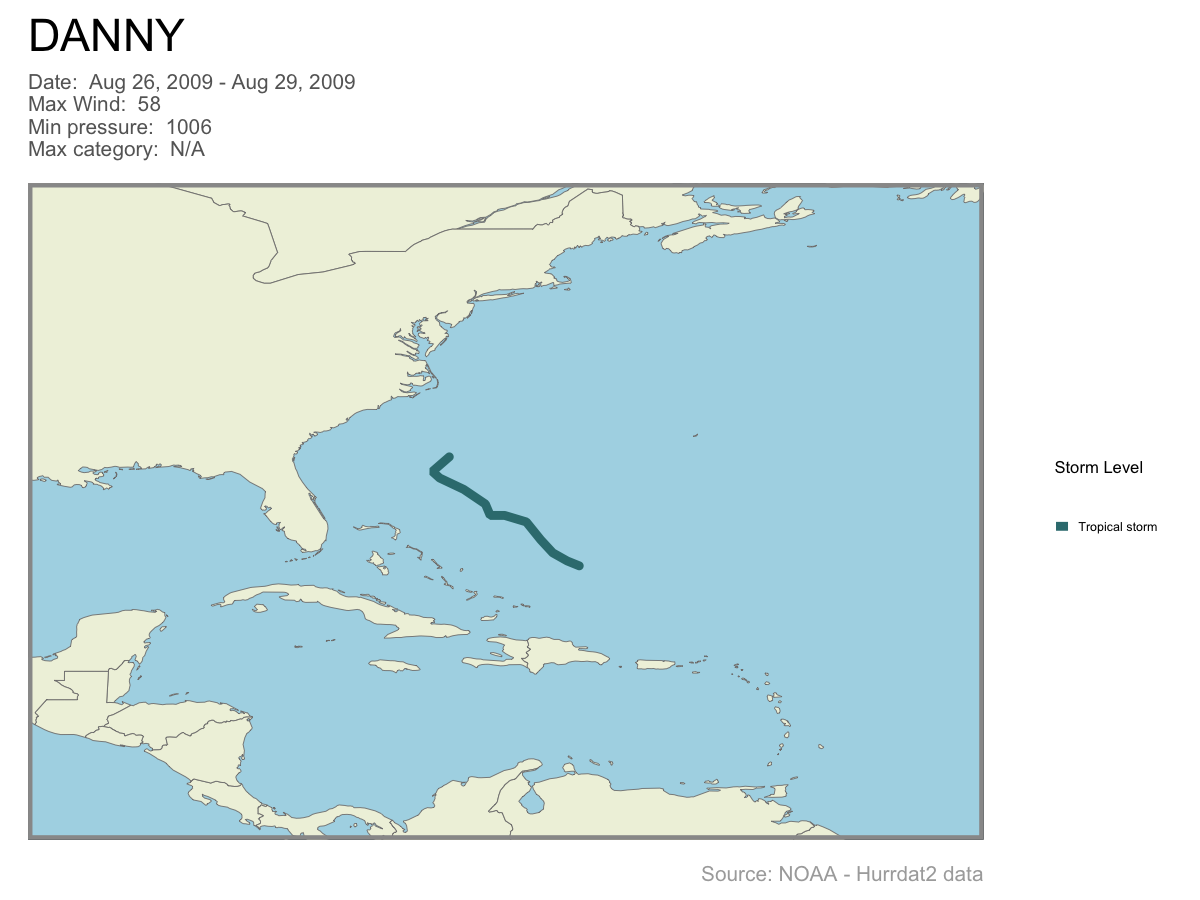 DANNY
Date:  Aug 26, 2009 - Aug 29, 2009
Max Wind:  58
Min pressure:  1006
Max category:  N/A
Storm Level
Tropical storm
Source: NOAA - Hurrdat2 data